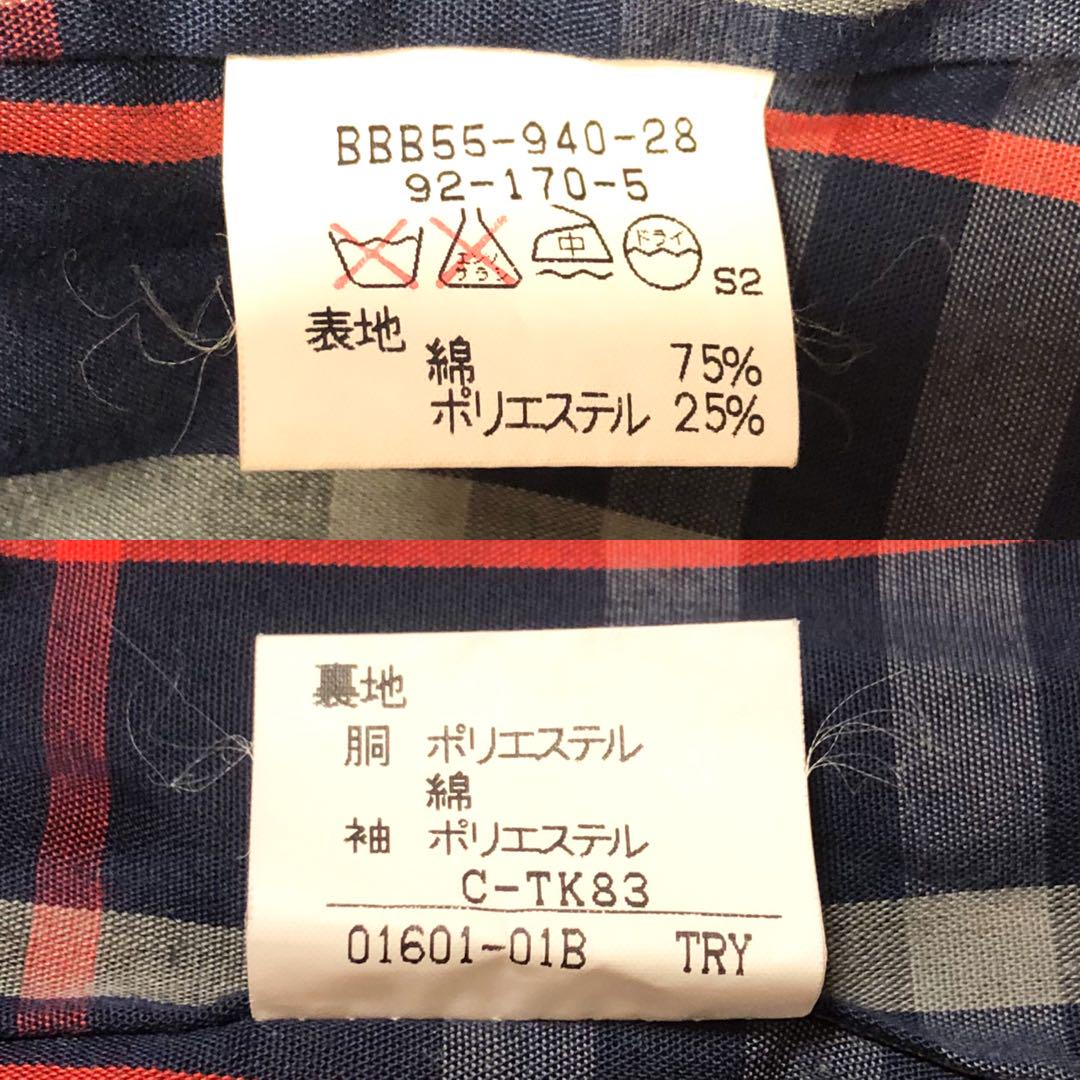 BBB55-940-28
92-170-5
エンソ
サラシ
中
ドライ
S2
表地
綿 75%
ポリエステル 25%
裏地
胴 ポリエステル
綿
袖 ポリエステル
C-TK83
01601-01B TRY